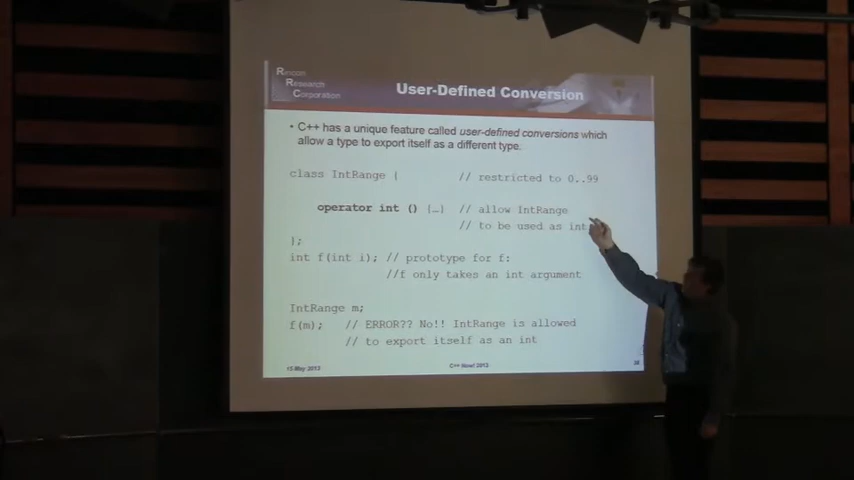 Rexsan
Research
Corporation
User-Defined Conversion
• C++ has a unique feature called user-defined conversions which
allow a type to export itself as a different type.
class IntRange { // restricted to 0..99
operator int () {…} // allow IntRange
// to be used as int
};
int f(int i); // prototype for f:
//f only takes an int argument
IntRange m;
f(m); // ERROR?? No!! IntRange is allowed
// to export itself as an int
15 May 2013 C++ Now! 2013